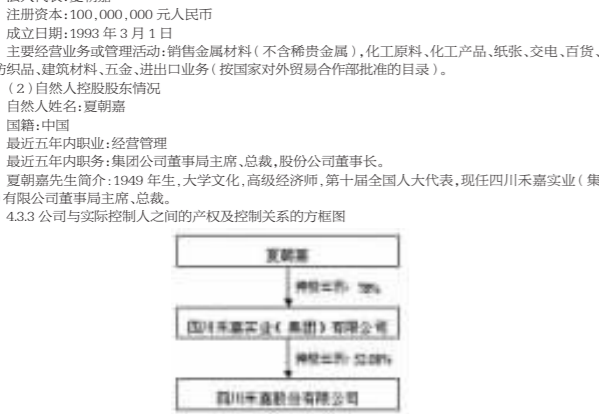 注册资本:100,000,000 元人民币
成立日期:1993 年 3 月 1 日
主要经营业务或管理活动:销售金属材料(不含稀贵金属),化工原料、化工产品、纸张、交电、百货、
纺织品、建筑材料、五金、进出口业务(按国家对外贸易合作部批准的目录)。
(2)自然人控股股东情况
自然人姓名:夏朝嘉
国籍:中国
最近五年内职业:经营管理
最近五年内职务:集团公司董事局主席、总裁,股份公司董事长。
夏朝嘉先生简介:1949 年生,大学文化,高级经济师,第十届全国人大代表,现任四川禾嘉实业(集
有限公司董事局主席、总裁。
4.3.3 公司与实际控制人之间的产权及控制关系的方框图
夏朝嘉
四川禾嘉实业(集团)有限公司
四川禾嘉股份有限公司